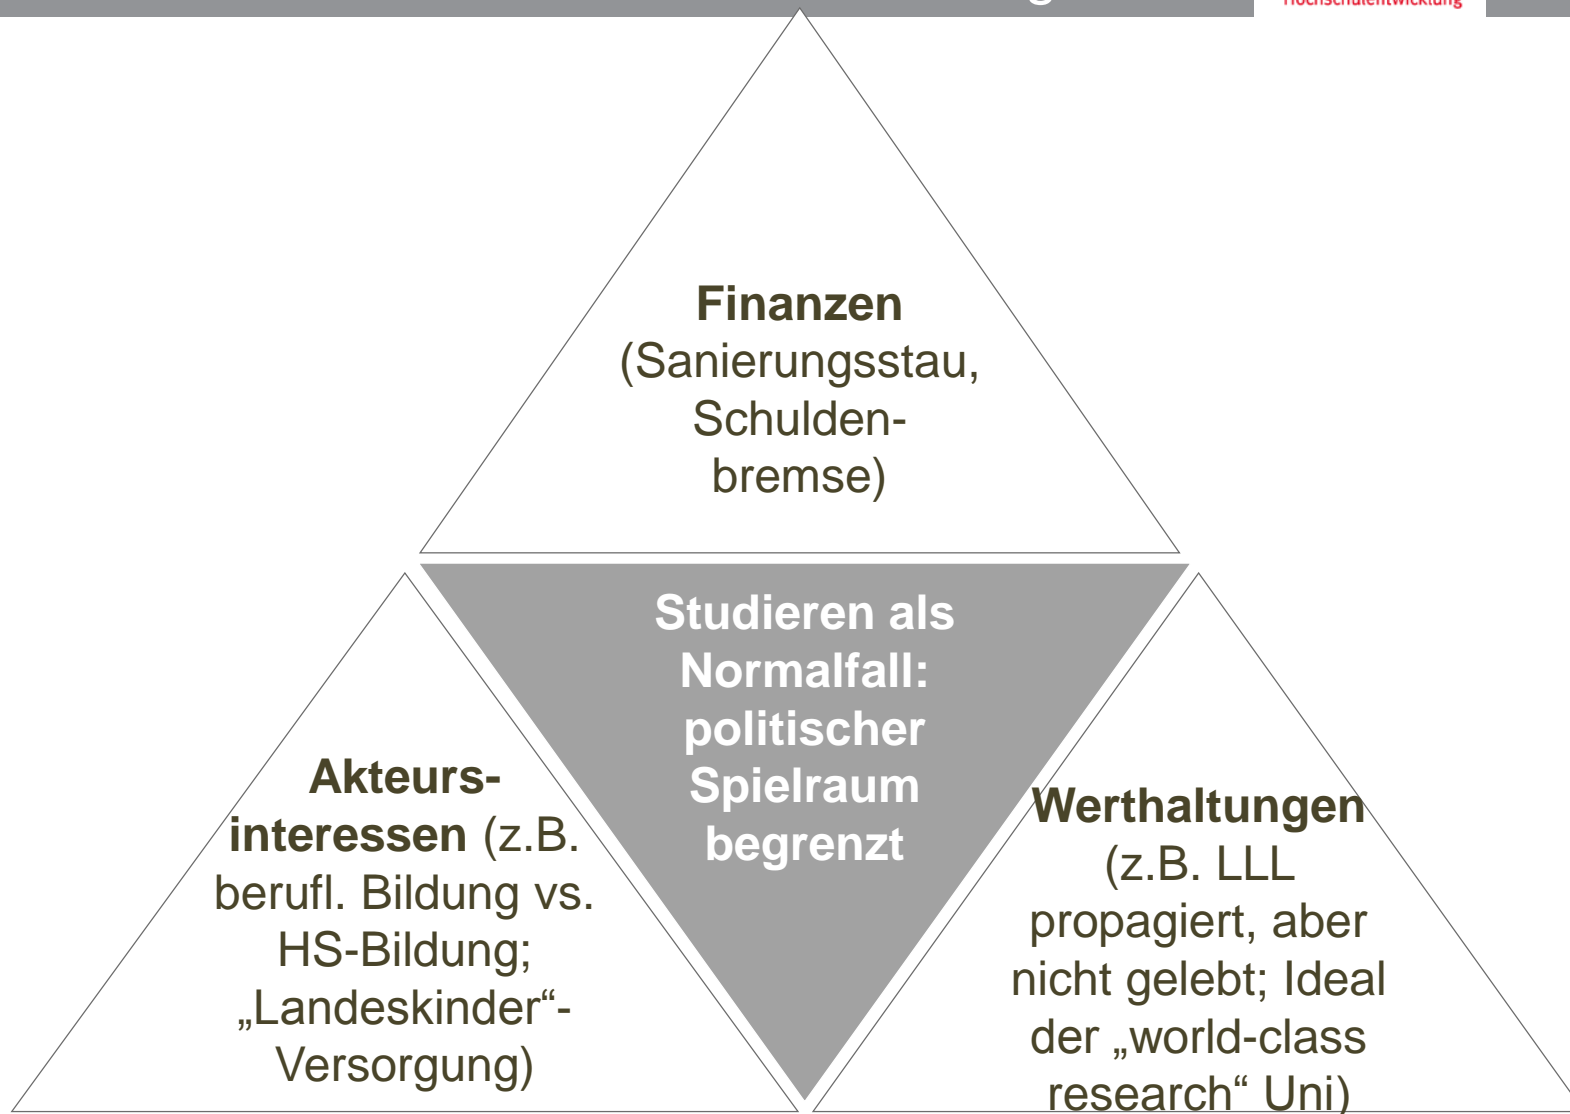 Hochschulentwicklung
Finanzen
(Sanierungsstau,
Schulden-
bremse)
Studieren als
Normalfall:
politischer
Spielraum
begrenzt
Akteurs-
interessen (z.B.
berufl. Bildung vs.
HS-Bildung;
„Landeskinder“-
Versorgung)
Werthaltungen
(z.B. LLL
propagiert, aber
nicht gelebt; Ideal
der „world-class
research“ Uni)